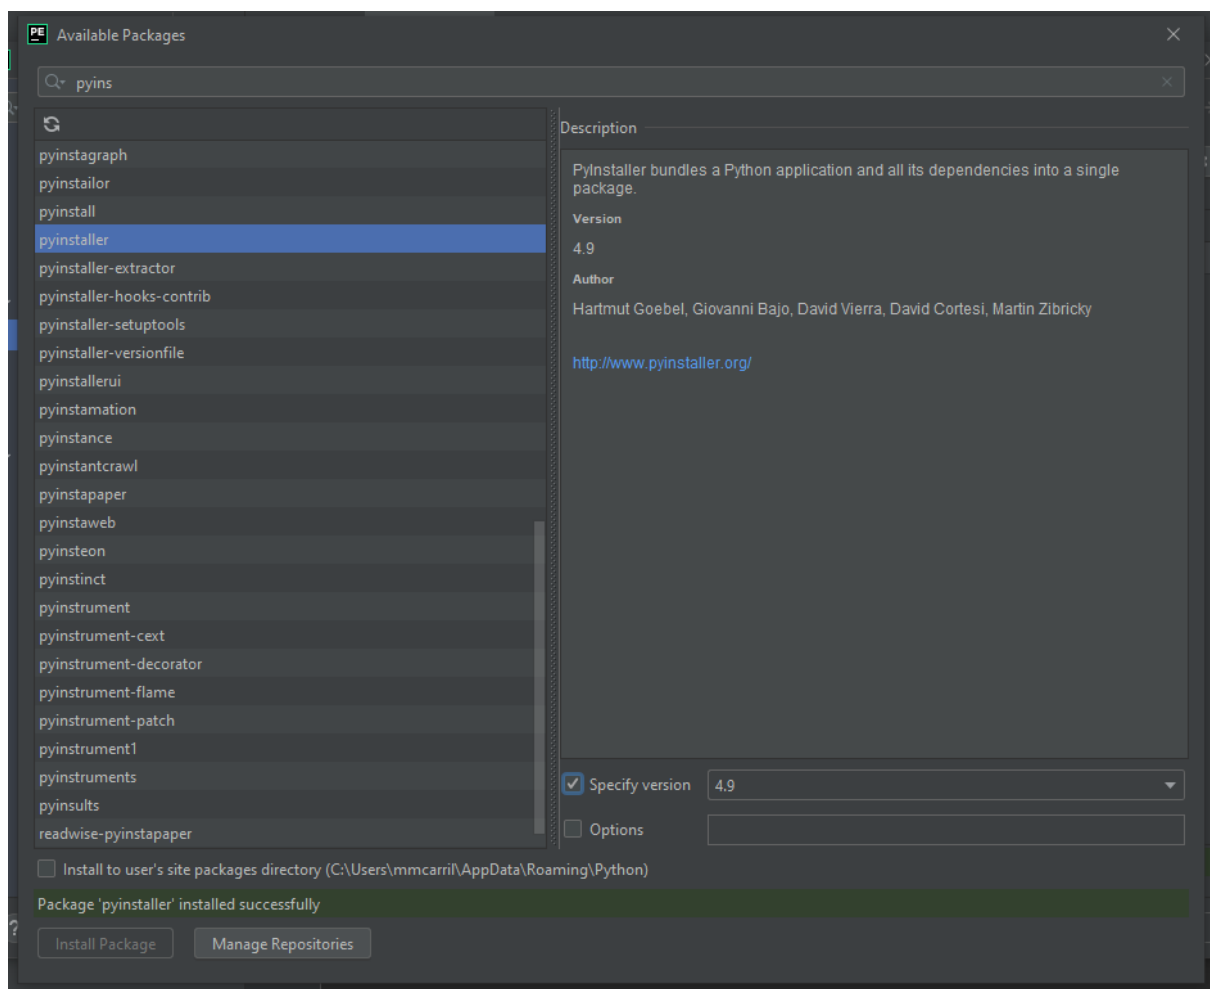 PE Available Packages
pyins
Description
pyinstagraph
pyinstailor
pyinstall
pyinstaller
pyinstaller-extractor
pyinstaller-hooks-contrib
pyinstaller-setuptools
pyinstaller-versionfile
pyinstallerui
pyinstamation
pyinstance
pyinstantcrawl
pyinstapaper
pyinstaweb
pyinsteon
pyinstinct
pyinstrument
pyinstrument-cext
pyinstrument-decorator
pyinstrument-flame
pyinstrument-patch
pyinstrument1
pyinstruments
pyinsults
readwise-pyinstapaper
PyInstaller bundles a Python application and all its dependencies into a single
package.
Version
4.9
Author
Hartmut Goebel, Giovanni Bajo, David Vierra, David Cortesi, Martin Zibricky
http://www.pyinstaller.org/
Specify version 4.9
Options
Install to user's site packages directory (C:\Users\mmcarril\AppData\Roaming\Python)
Package 'pyinstaller' installed successfully
?
Install Package Manage Repositories